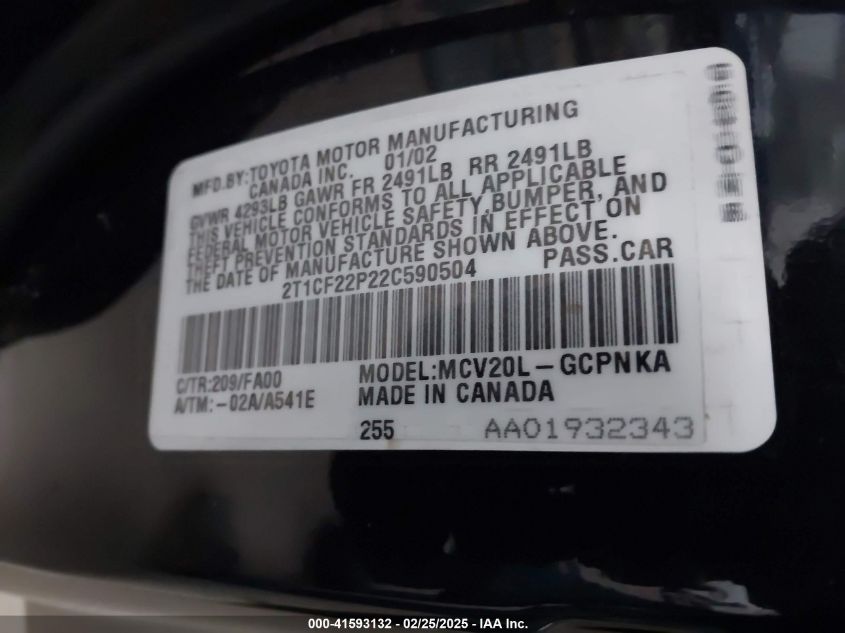 MFD.BY:TOYOTA MOTOR MANUFACTURING
CANADA INC. 01/02
GVWR 4293LB GAWR FR 2491LB RR 2491LB
THIS VEHICLE CONFORMS TO ALL APPLICABLE
FEDERAL MOTOR VEHICLE SAFETY,BUMPER, AND
THEFT PREVENTION STANDARDS IN EFFECT ON
THE DATE OF MANUFACTURE SHOWN ABOVE.
2T1CF22P22C590504 PASS.CAR
C/TR:209/FA00 MODEL:MCV20L-GCPNKA
A/TM:-02A/A541E MADE IN CANADA
255 AA01932343
000-41593132 - 02/25/2025 - IAA Inc.